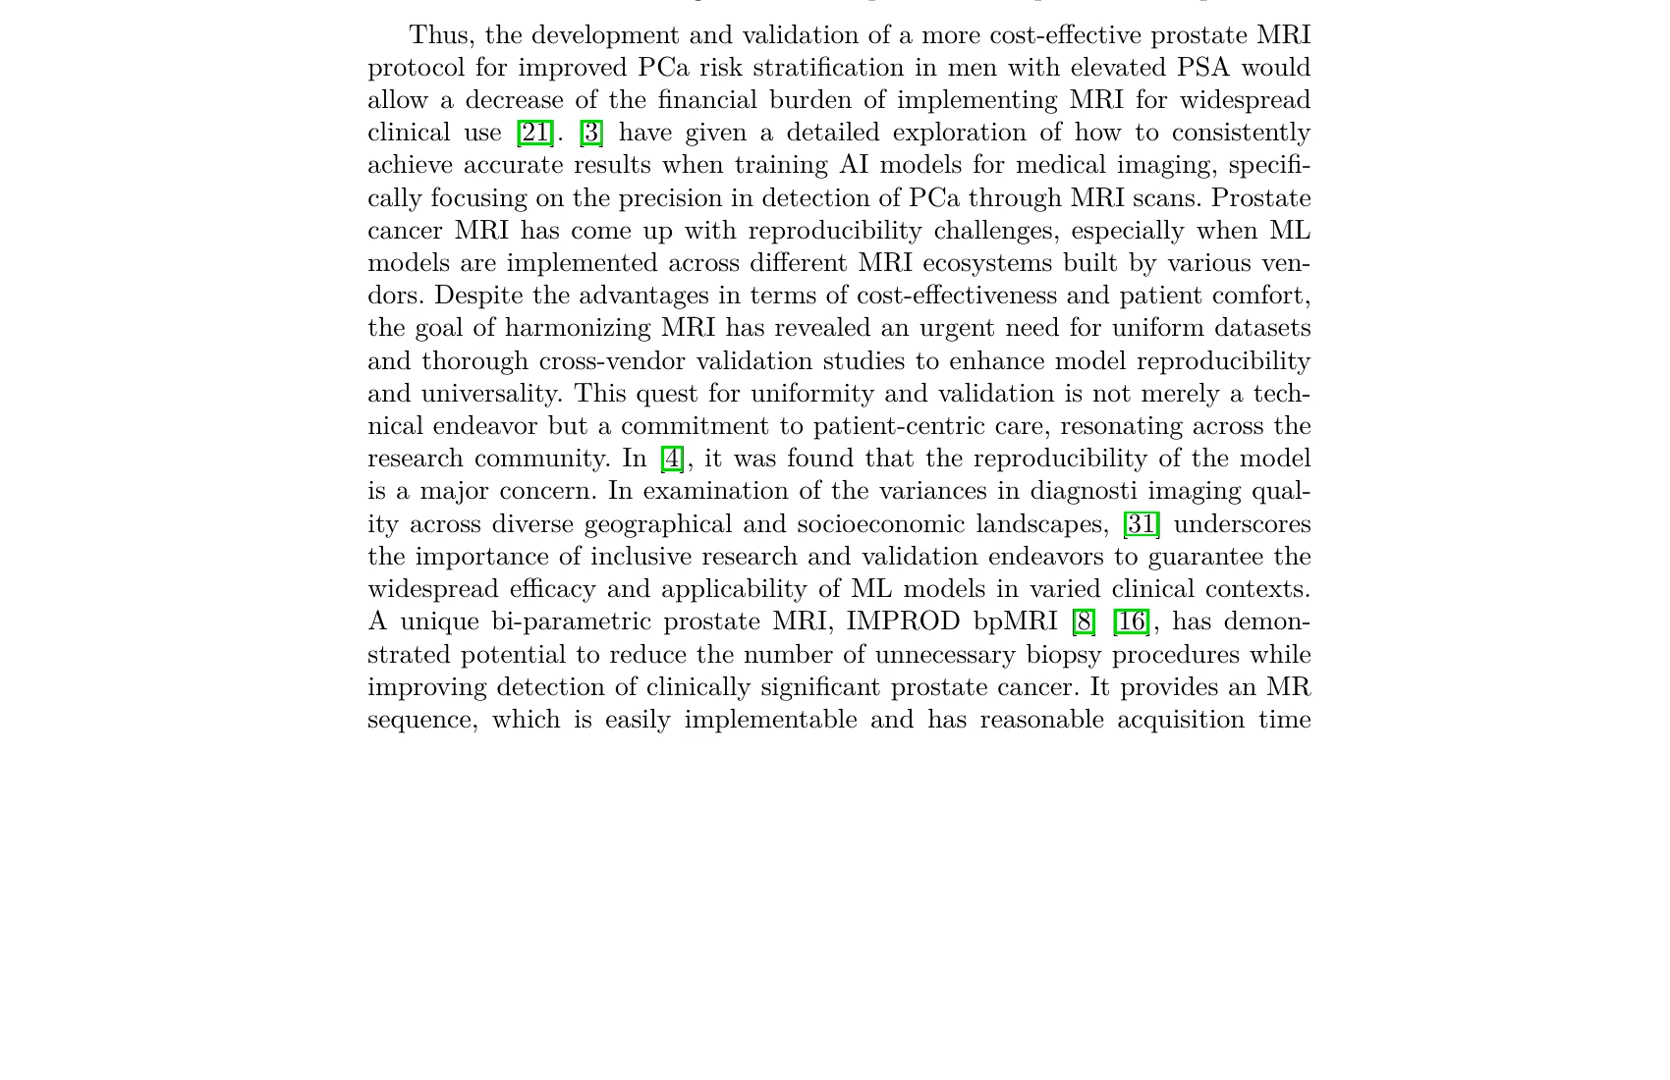 Thus, the development and validation of a more cost-effective prostate MRI
protocol for improved PCa risk stratification in men with elevated PSA would
allow a decrease of the financial burden of implementing MRI for widespread
clinical use [21]. [3] have given a detailed exploration of how to consistently
achieve accurate results when training AI models for medical imaging, specifi-
cally focusing on the precision in detection of PCa through MRI scans. Prostate
cancer MRI has come up with reproducibility challenges, especially when ML
models are implemented across different MRI ecosystems built by various ven-
dors. Despite the advantages in terms of cost-effectiveness and patient comfort,
the goal of harmonizing MRI has revealed an urgent need for uniform datasets
and thorough cross-vendor validation studies to enhance model reproducibility
and universality. This quest for uniformity and validation is not merely a tech-
nical endeavor but a commitment to patient-centric care, resonating across the
research community. In [4], it was found that the reproducibility of the model
is a major concern. In examination of the variances in diagnosti imaging qual-
ity across diverse geographical and socioeconomic landscapes, [31] underscores
the importance of inclusive research and validation endeavors to guarantee the
widespread efficacy and applicability of ML models in varied clinical contexts.
A unique bi-parametric prostate MRI, IMPROD bpMRI [8] [16], has demon-
strated potential to reduce the number of unnecessary biopsy procedures while
improving detection of clinically significant prostate cancer. It provides an MR
sequence, which is easily implementable and has reasonable acquisition time